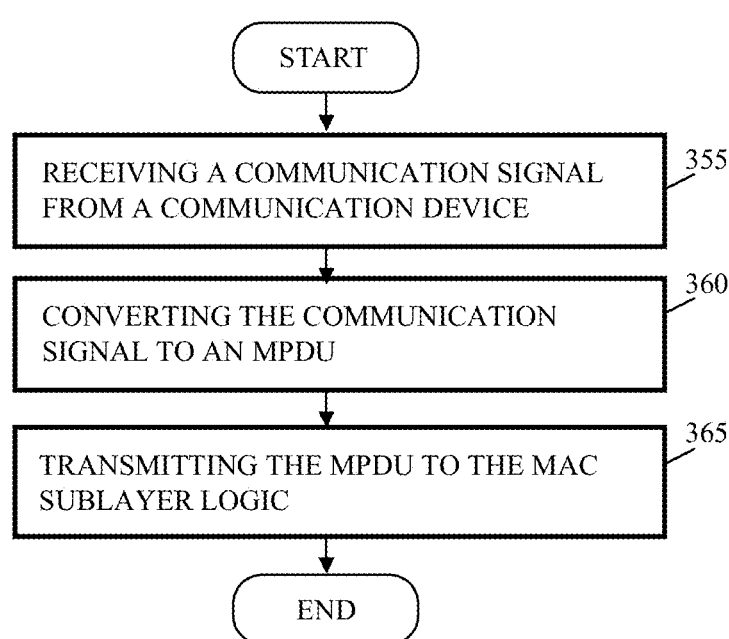 START
RECEIVING A COMMUNICATION SIGNAL
FROM A COMMUNICATION DEVICE
355
CONVERTING THE COMMUNICATION
SIGNAL TO AN MPDU
360
TRANSMITTING THE MPDU TO THE MAC
SUBLAYER LOGIC
365
END